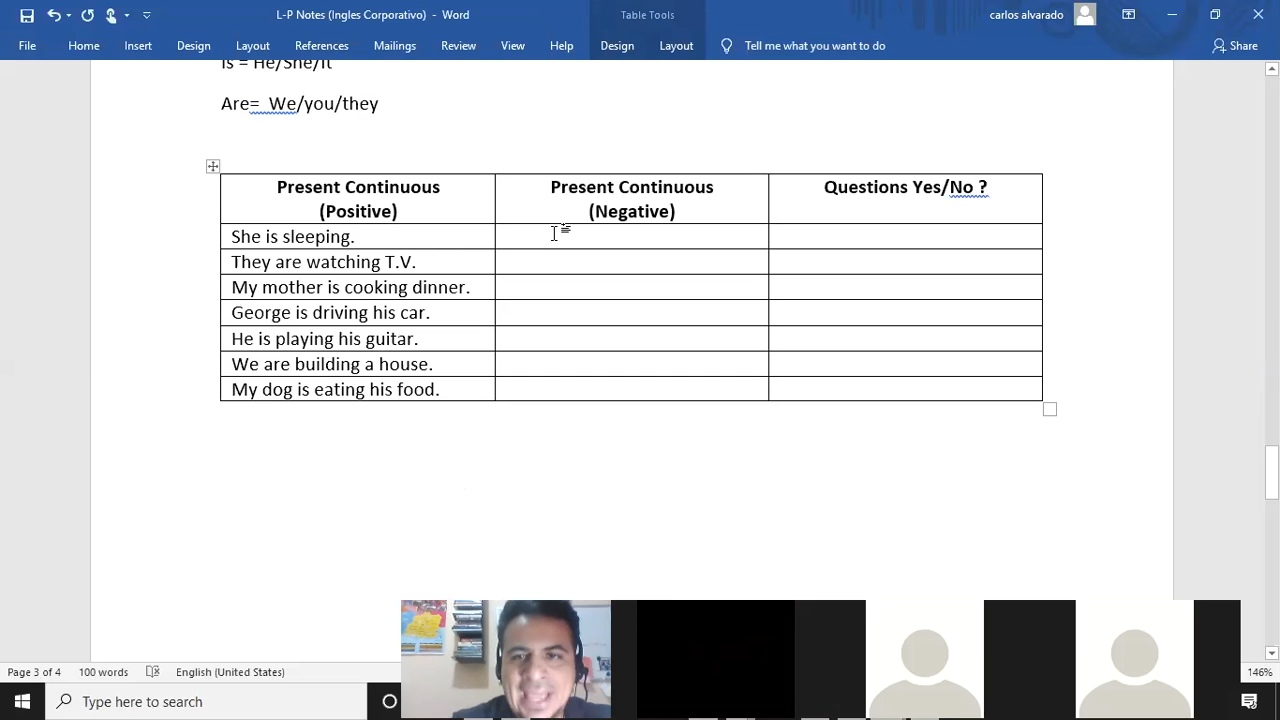 L-P Notes (Ingles Corporativo) - Word
Table Tools
carlos alvarado
File Home Insert Design Layout References Mailings Review View Help Design Layout Tell me what you want to do Share
Is = He/She/It
Are= We/you/they
Present Continuous (Positive)
Present Continuous (Negative)
Questions Yes/No ?
She is sleeping.
They are watching T.V.
My mother is cooking dinner.
George is driving his car.
He is playing his guitar.
We are building a house.
My dog is eating his food.
Page 3 of 4 100 words English (United States) 146%
Type here to search